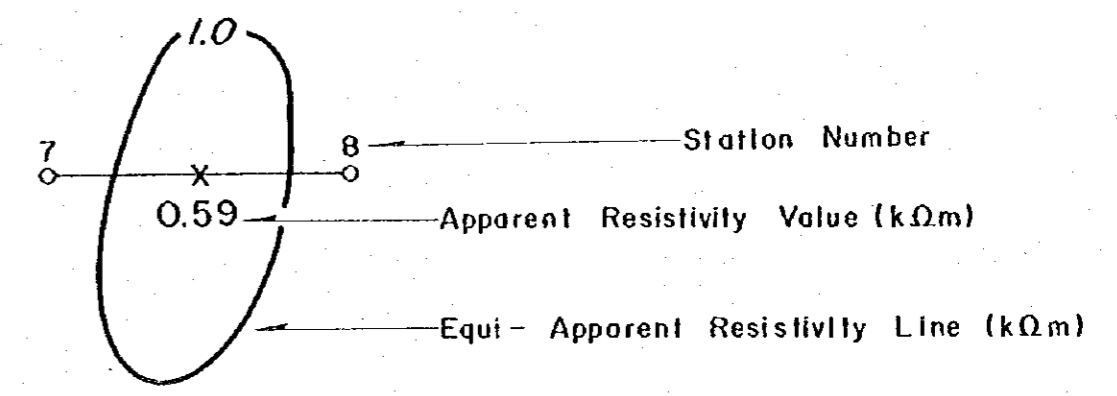 1.0
7
8
Station Number
X
0.59
Apparent Resistivity Value (kΩm)
Equi- Apparent Resistivity Line (kΩm)